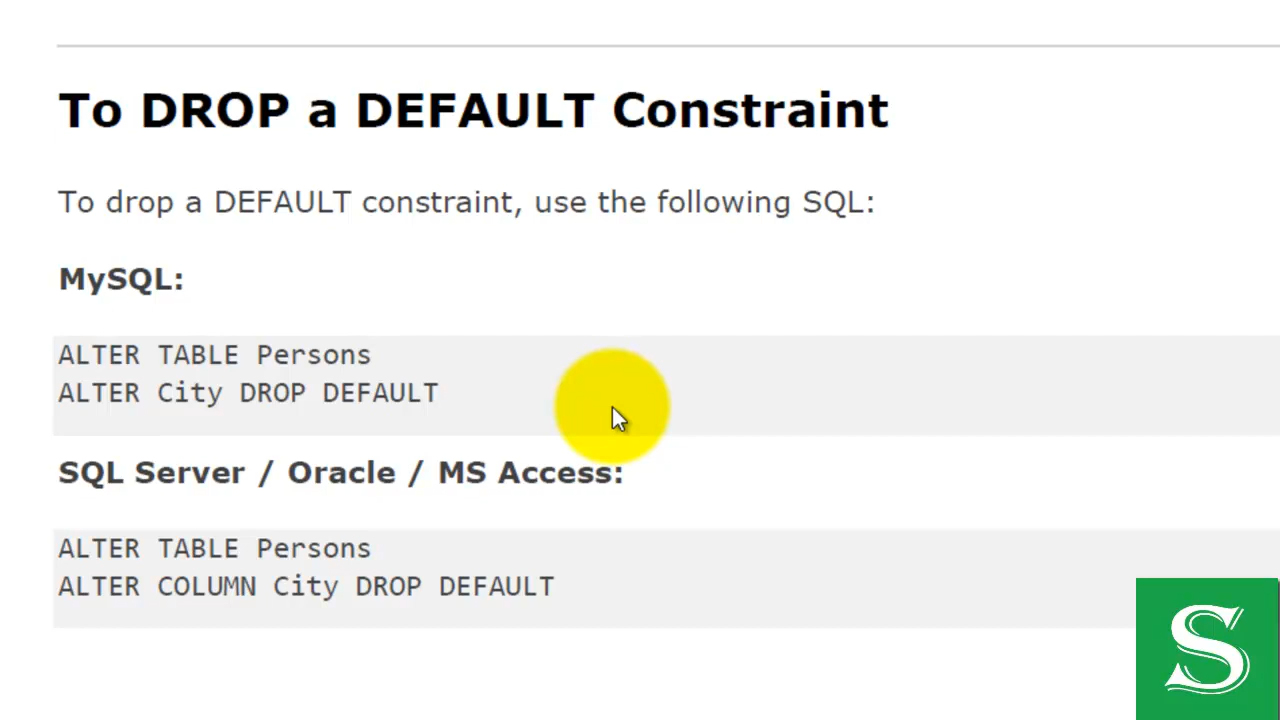 To DROP a DEFAULT Constraint
To drop a DEFAULT constraint, use the following SQL:
MySQL:
ALTER TABLE Persons
ALTER City DROP DEFAULT
SQL Server / Oracle / MS Access:
ALTER TABLE Persons
ALTER COLUMN City DROP DEFAULT
S